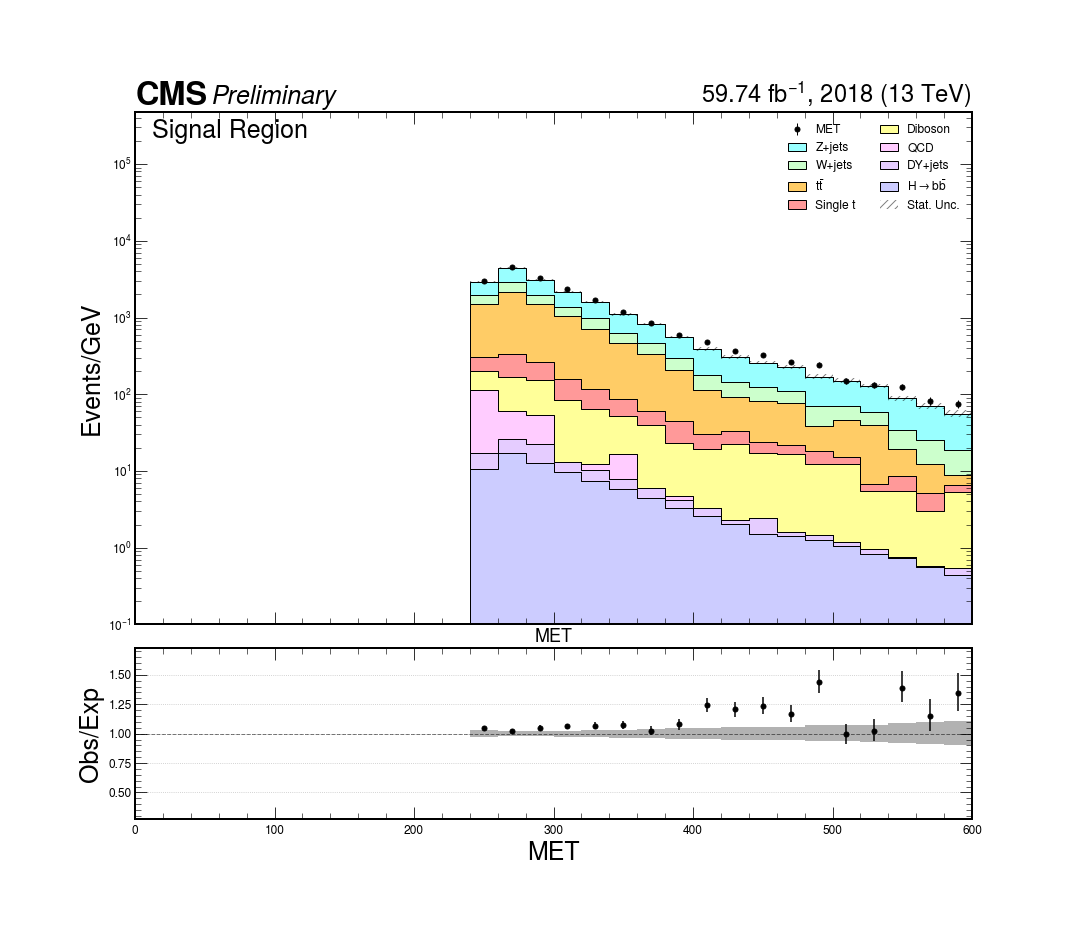 CMS Preliminary 59.74 fb⁻¹, 2018 (13 TeV)
Signal Region
MET Diboson
Z+jets QCD
W+jets DY+jets
tt̄ H→bb̄
Single t Stat. Unc.
10⁵
10⁴
10³
10²
10¹
10⁰
10⁻¹
Events/GeV
MET
1.50
1.25
1.00
0.75
0.50
Obs/Exp
0 100 200 300 400 500 600
MET